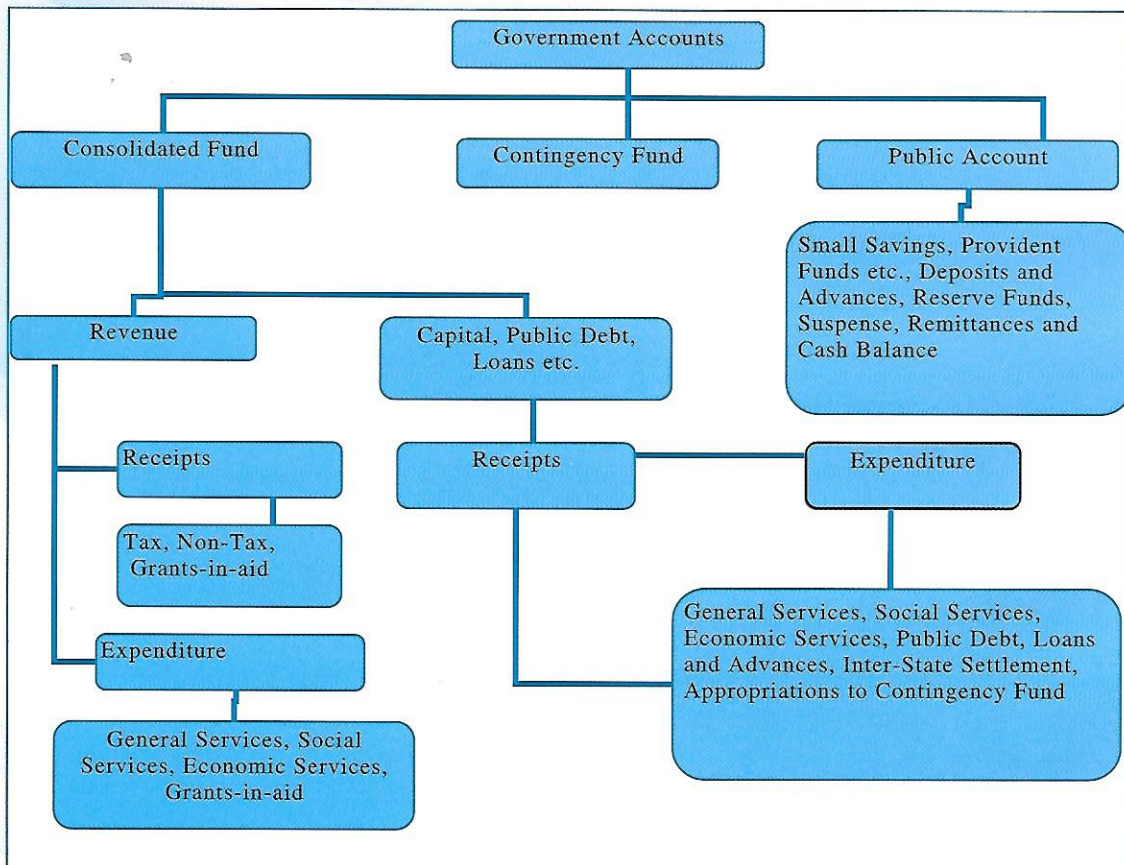 Government Accounts
Consolidated Fund
Contingency Fund
Public Account
Small Savings, Provident
Funds etc., Deposits and
Advances, Reserve Funds,
Suspense, Remittances and
Cash Balance
Revenue
Capital, Public Debt,
Loans etc.
Receipts
Tax, Non-Tax,
Grants-in-aid
Expenditure
General Services, Social
Services, Economic Services,
Grants-in-aid
Receipts
Expenditure
General Services, Social Services,
Economic Services, Public Debt, Loans
and Advances, Inter-State Settlement,
Appropriations to Contingency Fund